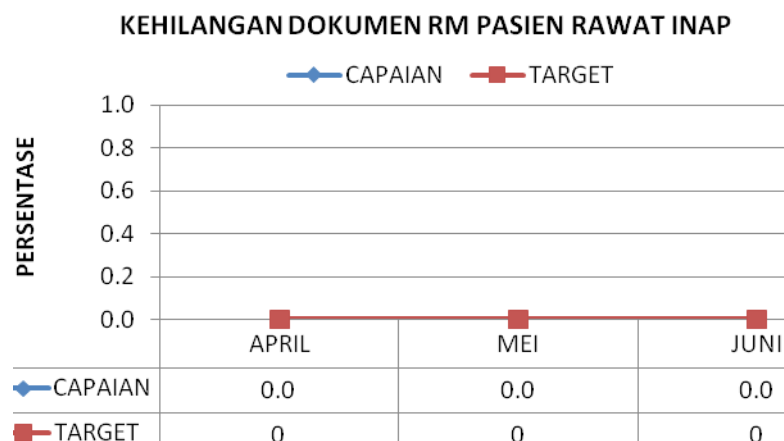 KEHILANGAN DOKUMEN RM PASIEN RAWAT INAP
CAPAIAN TARGET
PERSENTASE
1.0
0.8
0.6
0.4
0.2
0.0
APRIL MEI JUNI
CAPAIAN 0.0 0.0 0.0
TARGET 0 0 0